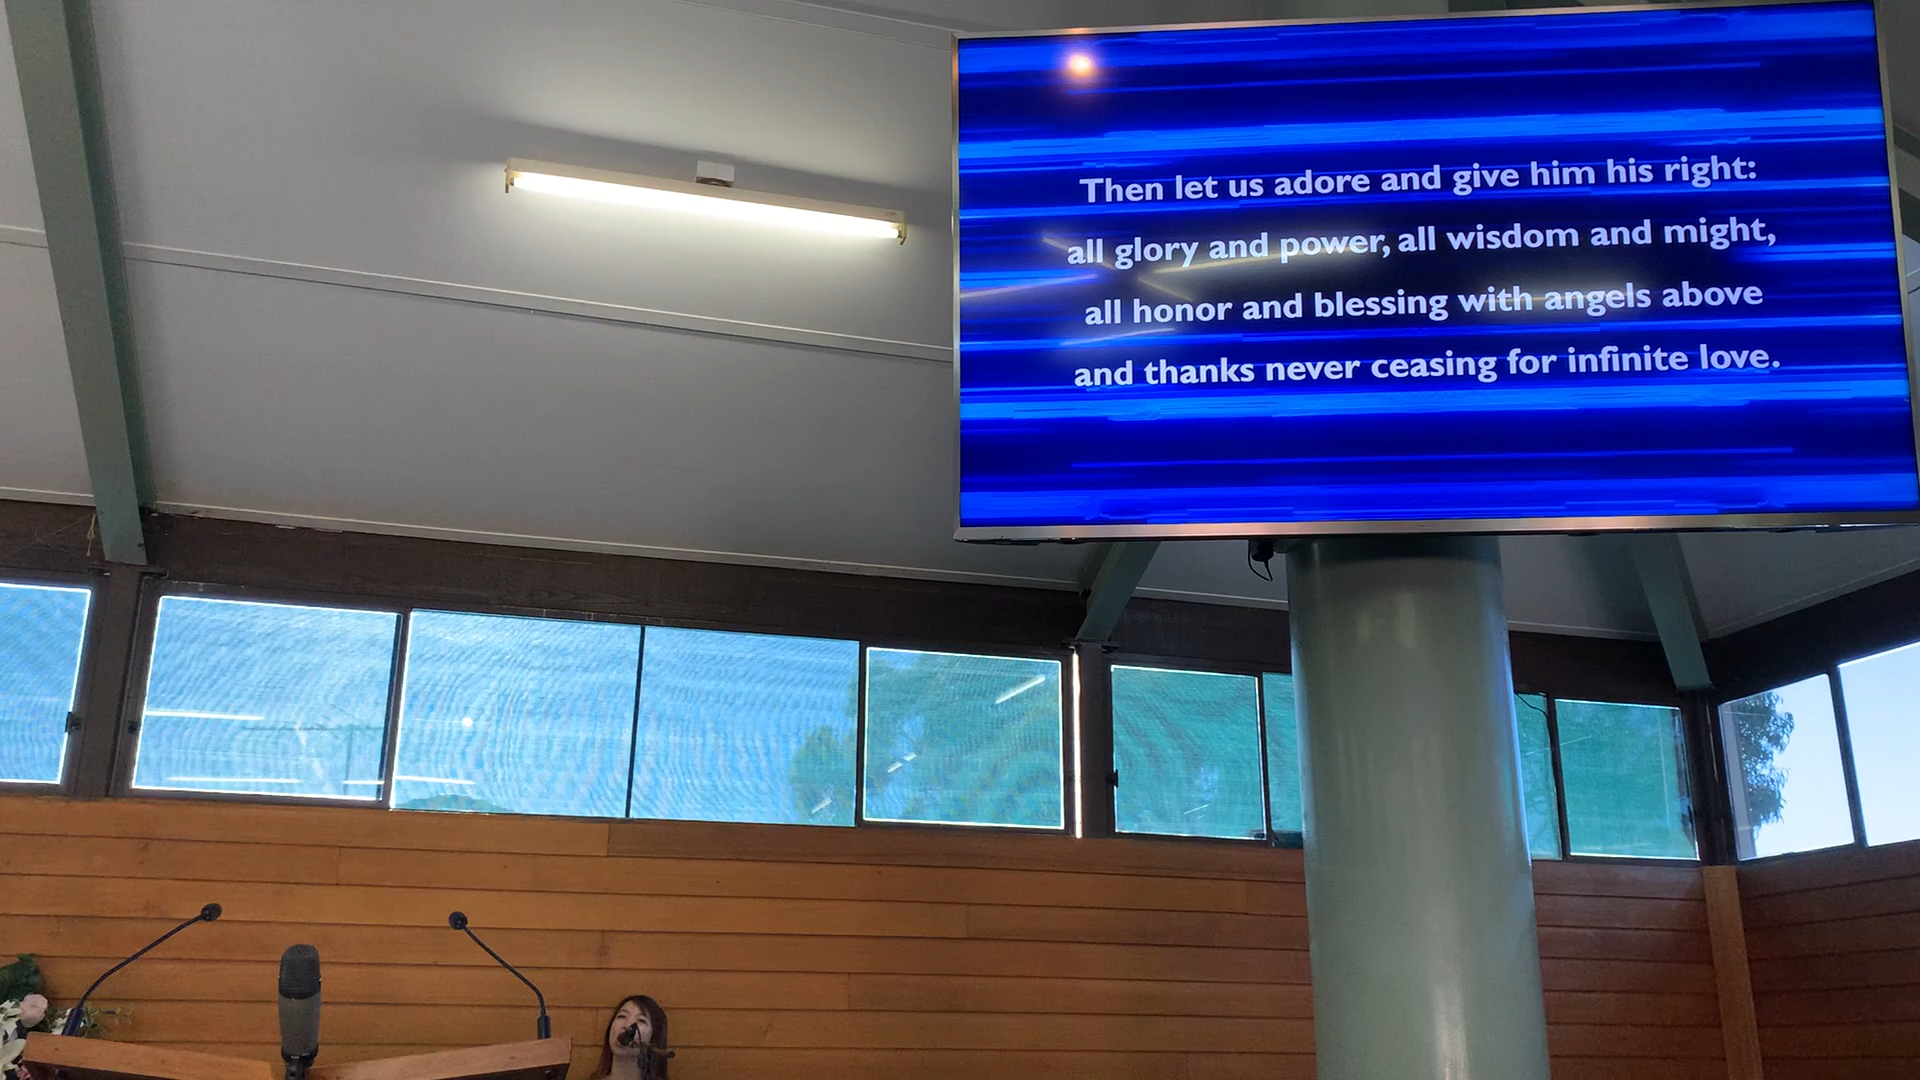 Then let us adore and give him his right:
all glory and power, all wisdom and might,
all honor and blessing with angels above
and thanks never ceasing for infinite love.